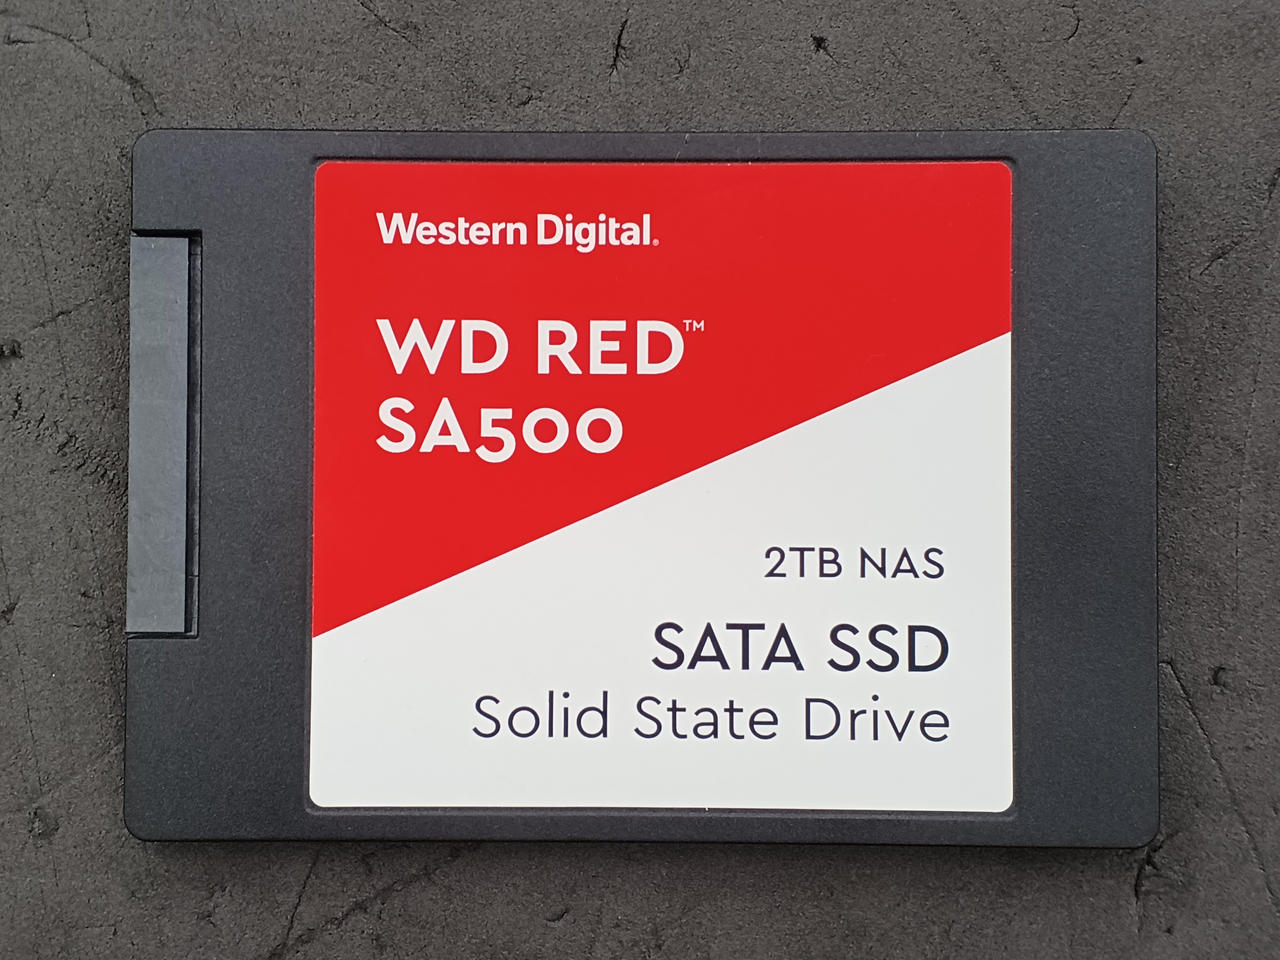 Western Digital.
WD RED™
SA500
2TB NAS
SATA SSD
Solid State Drive